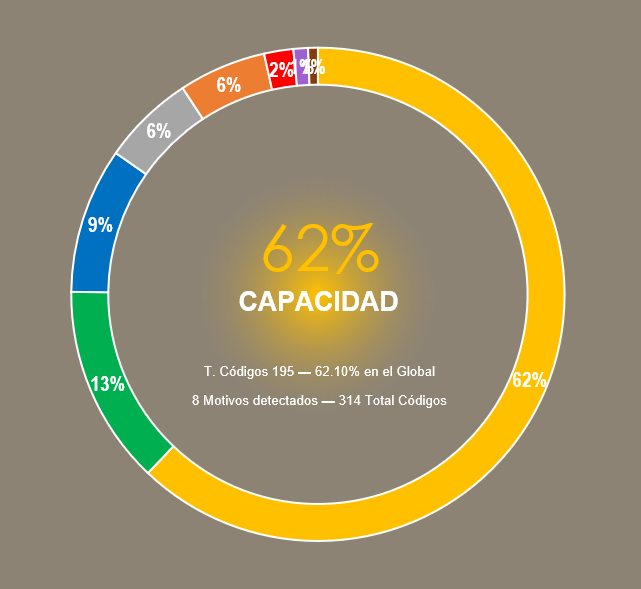 2%
1%
6%
6%
9%
62%
CAPACIDAD
T. Códigos 195 — 62.10% en el Global
62%
13%
8 Motivos detectados — 314 Total Códigos